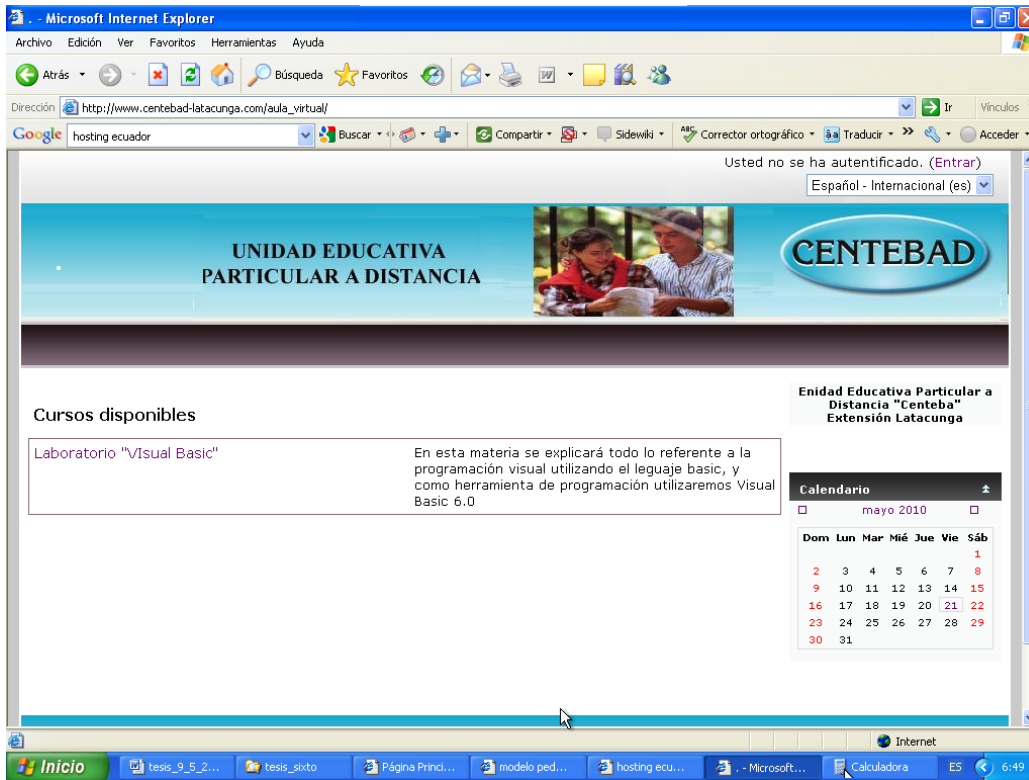 . - Microsoft Internet Explorer
Archivo Edición Ver Favoritos Herramientas Ayuda
Atrás Búsqueda Favoritos
Dirección http://www.centebad-latacunga.com/aula_virtual/ Ir Vínculos
Google hosting ecuador Buscar Compartir Sidewiki Corrector ortográfico Traducir Acceder
Usted no se ha autentificado. (Entrar)
Español - Internacional (es)
UNIDAD EDUCATIVA
PARTICULAR A DISTANCIA
CENTEBAD
Cursos disponibles
Laboratorio "VIsual Basic"
En esta materia se explicará todo lo referente a la
programación visual utilizando el leguaje basic, y
como herramienta de programación utilizaremos Visual
Basic 6.0
Enidad Educativa Particular a
Distancia "Centeba"
Extensión Latacunga
Calendario
mayo 2010
Dom Lun Mar Mié Jue Vie Sáb
1
2 3 4 5 6 7 8
9 10 11 12 13 14 15
16 17 18 19 20 21 22
23 24 25 26 27 28 29
30 31
Internet
Inicio tesis_9_5_2... tesis_sixto Página Princi... modelo ped... hosting ecu... . - Microsoft... Calculadora ES 6:49